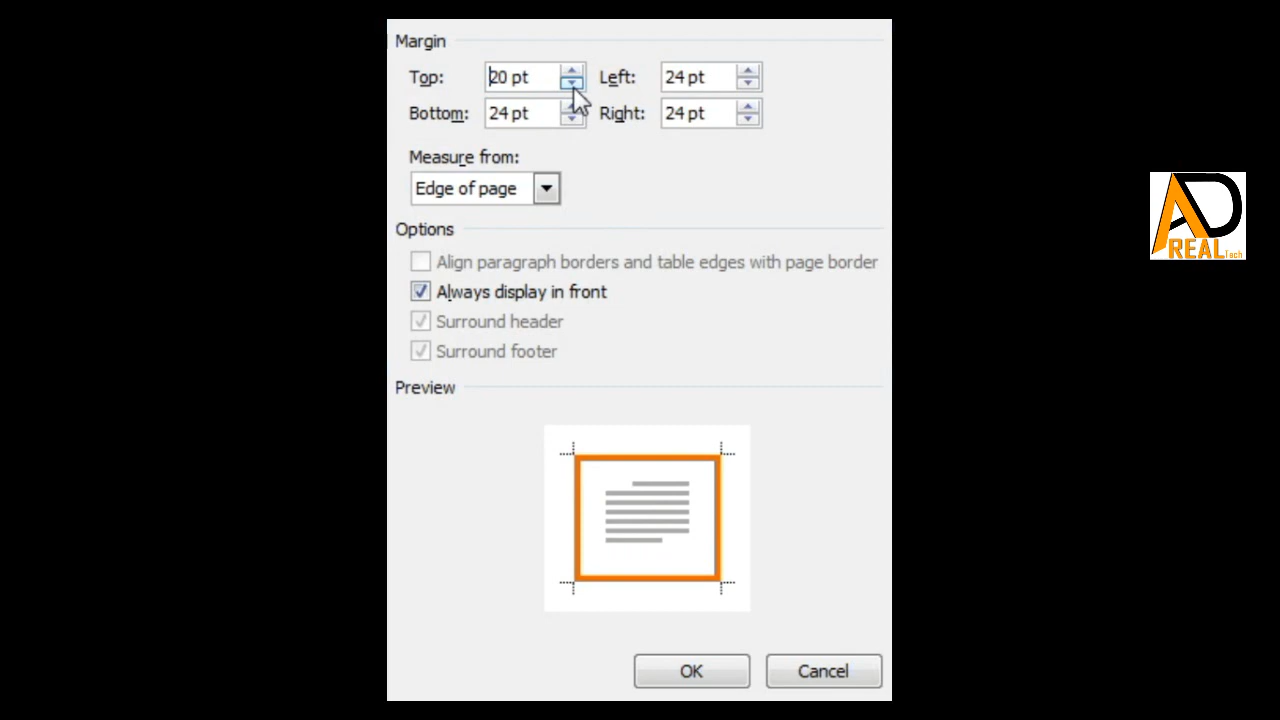 Margin
Top: 20 pt Left: 24 pt
Bottom: 24 pt Right: 24 pt
Measure from:
Edge of page
Options
Align paragraph borders and table edges with page border
Always display in front
Surround header
Surround footer
Preview
OK Cancel
AD
REAL Tach